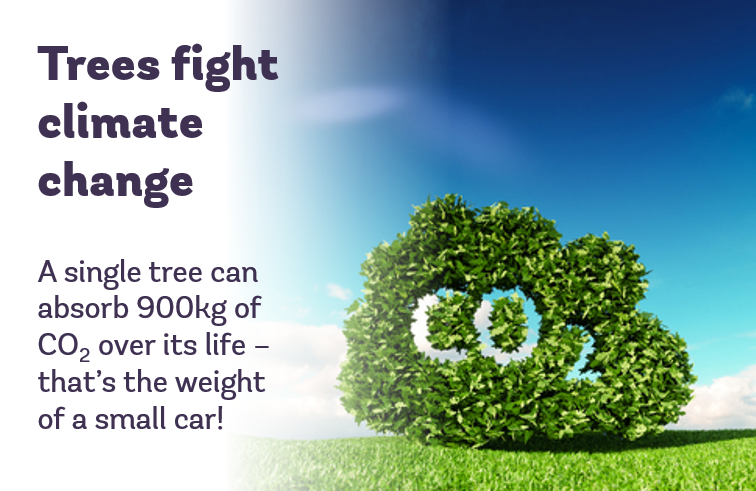 Trees fight
climate
change
A single tree can
absorb 900kg of
CO₂ over its life –
that's the weight
of a small car!
CO₂